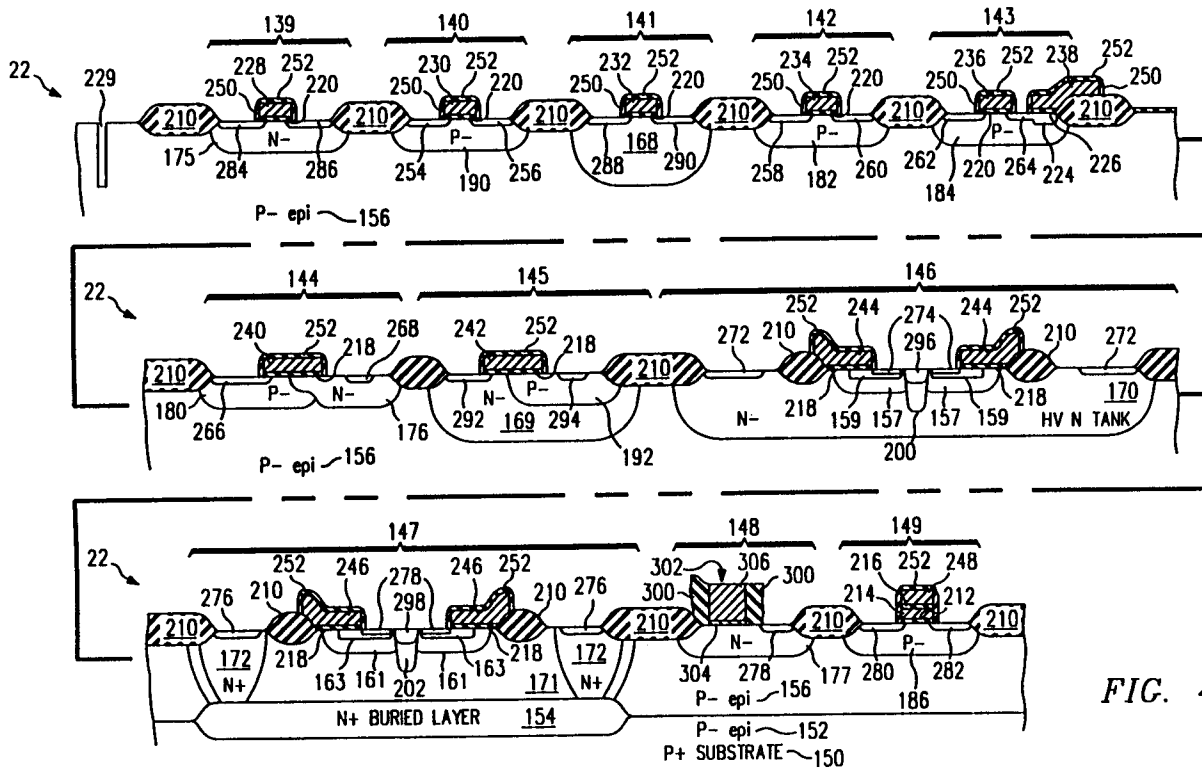 139 140 141 142 143
22 229 228 252 230 252 232 252 234 252 236 252 238 252
250 220 250 220 250 220 250 220 250 250
210 210 210 210 210 210
N- P- 168 P- P-
175 284 286 254 190 256 288 290 258 182 260 262 184 220 264 224 226
P- epi 156
144 145 146
22 240 252 218 268 242 252 218 272 210 252 244 274 296 244 252 210 272
210 210
180 266 P- N- 176 292 N- 169 P- 294 192 N- 218 159 157 200 157 159 218 170 HV N TANK
P- epi 156
147 148 149
22 276 210 252 246 278 298 246 252 210 276 302 306 300 300 216 252 248 214 212
210 210 210 210
172 N+ 218 163 161 202 161 163 218 171 172 N+ 304 N- 278 177 280 P- 282 186
P- epi 156
N+ BURIED LAYER 154
P- epi 152
P+ SUBSTRATE 150
FIG.